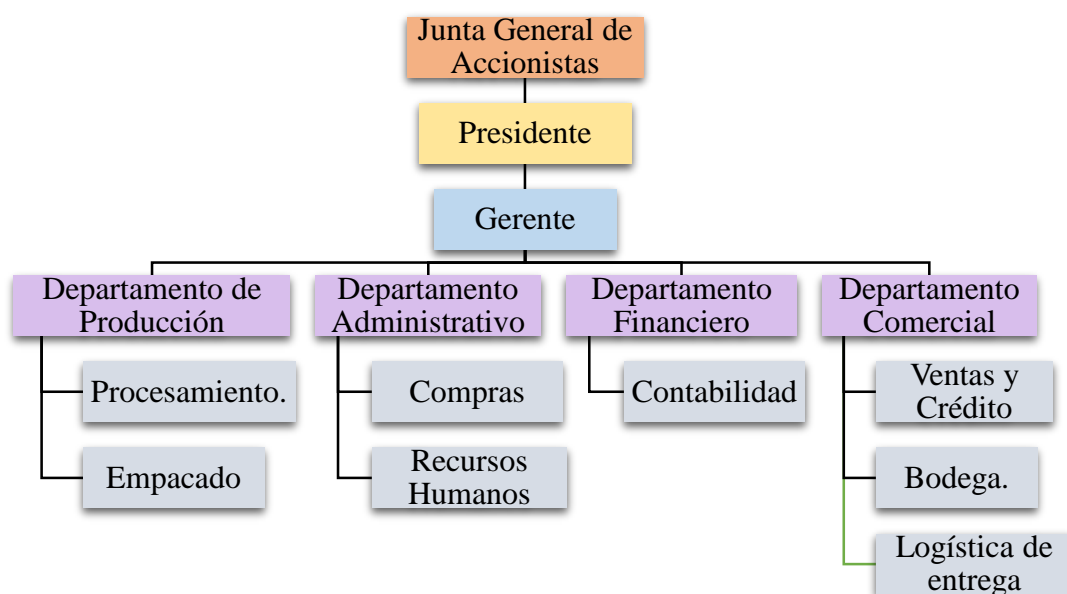 Junta General de
Accionistas
Presidente
Gerente
Departamento de
Producción
Departamento
Administrativo
Departamento
Financiero
Departamento
Comercial
Procesamiento.
Compras
Contabilidad
Ventas y
Crédito
Empacado
Recursos
Humanos
Bodega.
Logística de
entrega